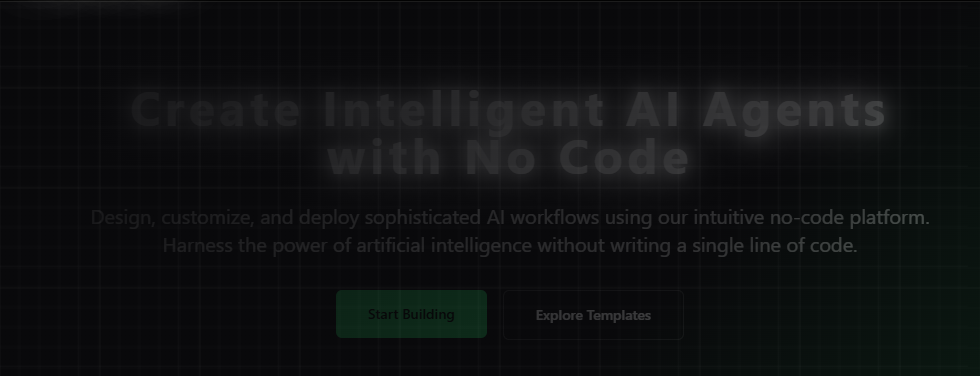 Create Intelligent AI Agents
with No Code
Design, customize, and deploy sophisticated AI workflows using our intuitive no-code platform.
Harness the power of artificial intelligence without writing a single line of code.
Start Building
Explore Templates